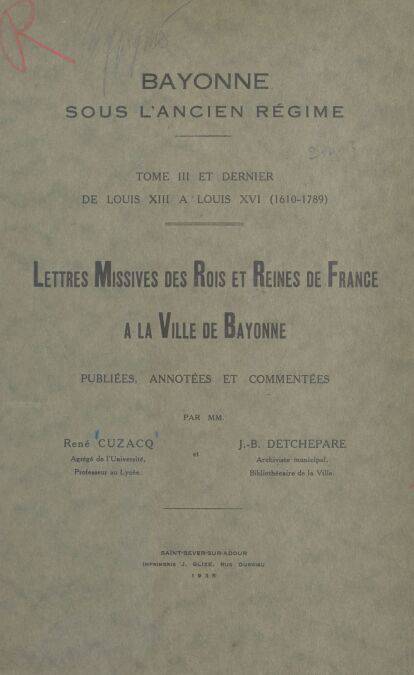 BAYONNE
SOUS L'ANCIEN RÉGIME
TOME III ET DERNIER
DE LOUIS XIII A LOUIS XVI (1610-1789)
LETTRES MISSIVES DES ROIS ET REINES DE FRANCE
A LA VILLE DE BAYONNE
PUBLIÉES, ANNOTÉES ET COMMENTÉES
PAR MM.
René CUZACQ
Agrégé de l'Université,
Professeur au Lycée.
et
J.-B. DETCHEPARE
Archiviste municipal,
Bibliothécaire de la Ville.
SAINT-SEVER-SUR-ADOUR
IMPRIMERIE J. GLIZE, RUE DURRIEU